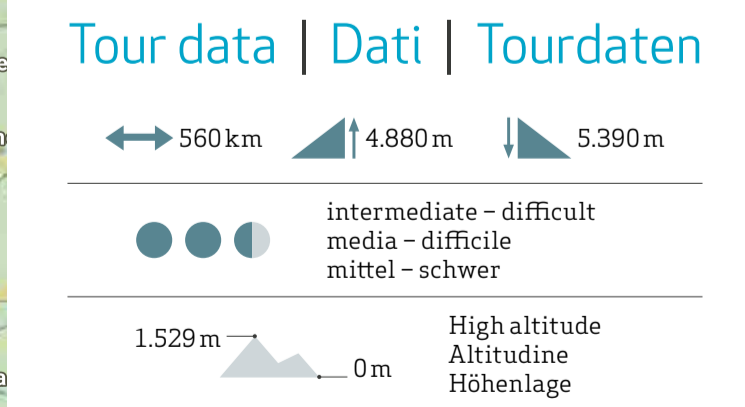 Tour data | Dati | Tourdaten
560 km 4.880 m 5.390 m
intermediate – difficult
media – difficile
mittel – schwer
1.529 m
0 m
High altitude
Altitudine
Höhenlage